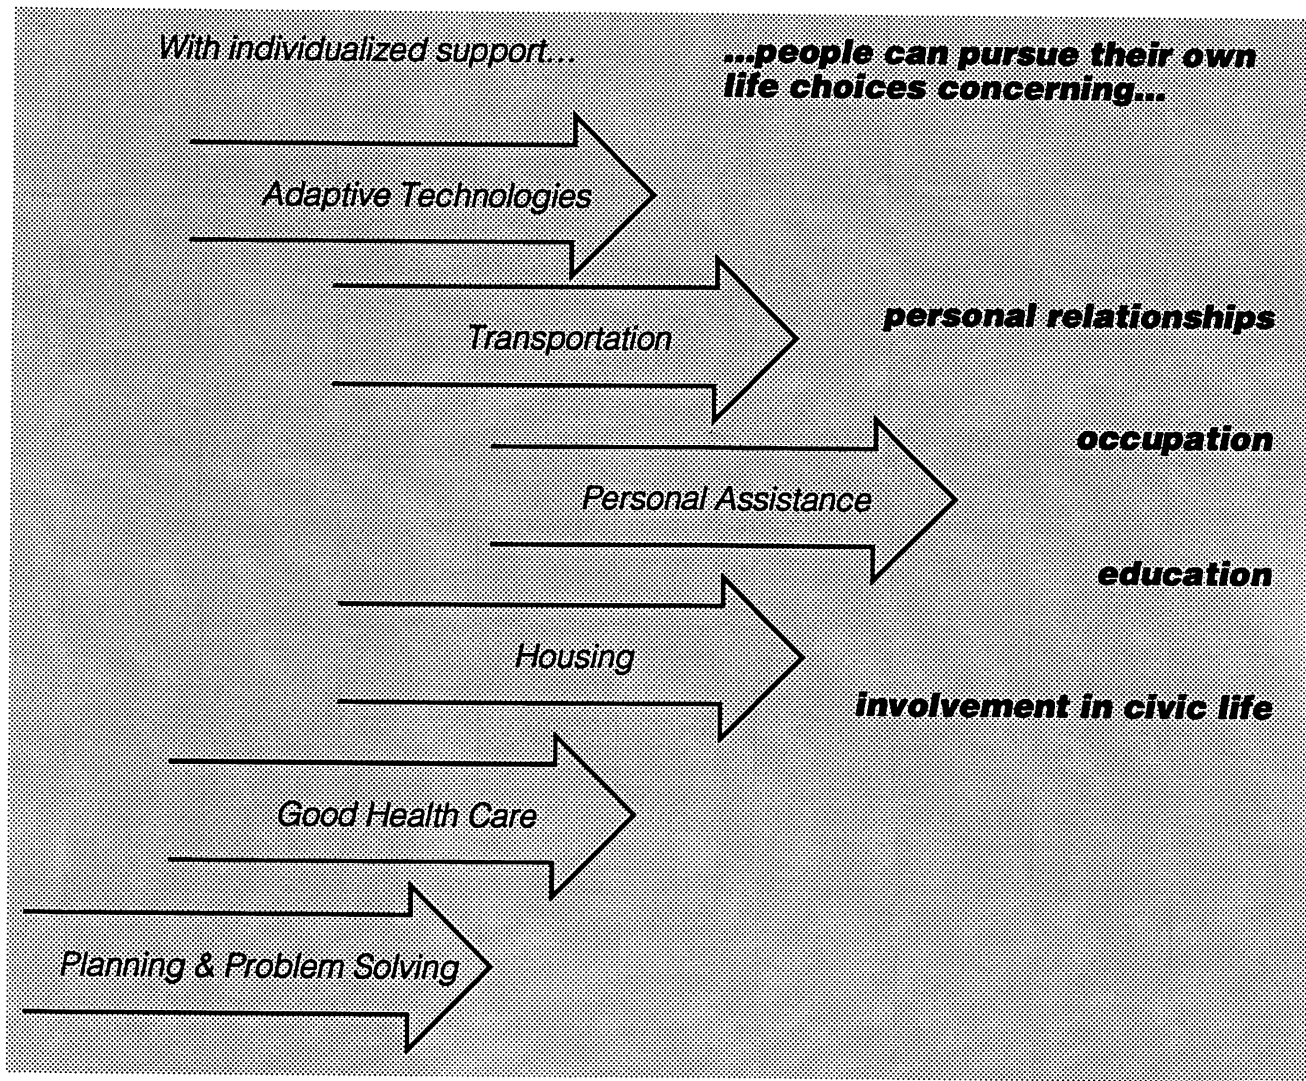 With individualized support...
...people can pursue their own
life choices concerning...
Adaptive Technologies
Transportation
personal relationships
occupation
Personal Assistance
education
Housing
involvement in civic life
Good Health Care
Planning & Problem Solving